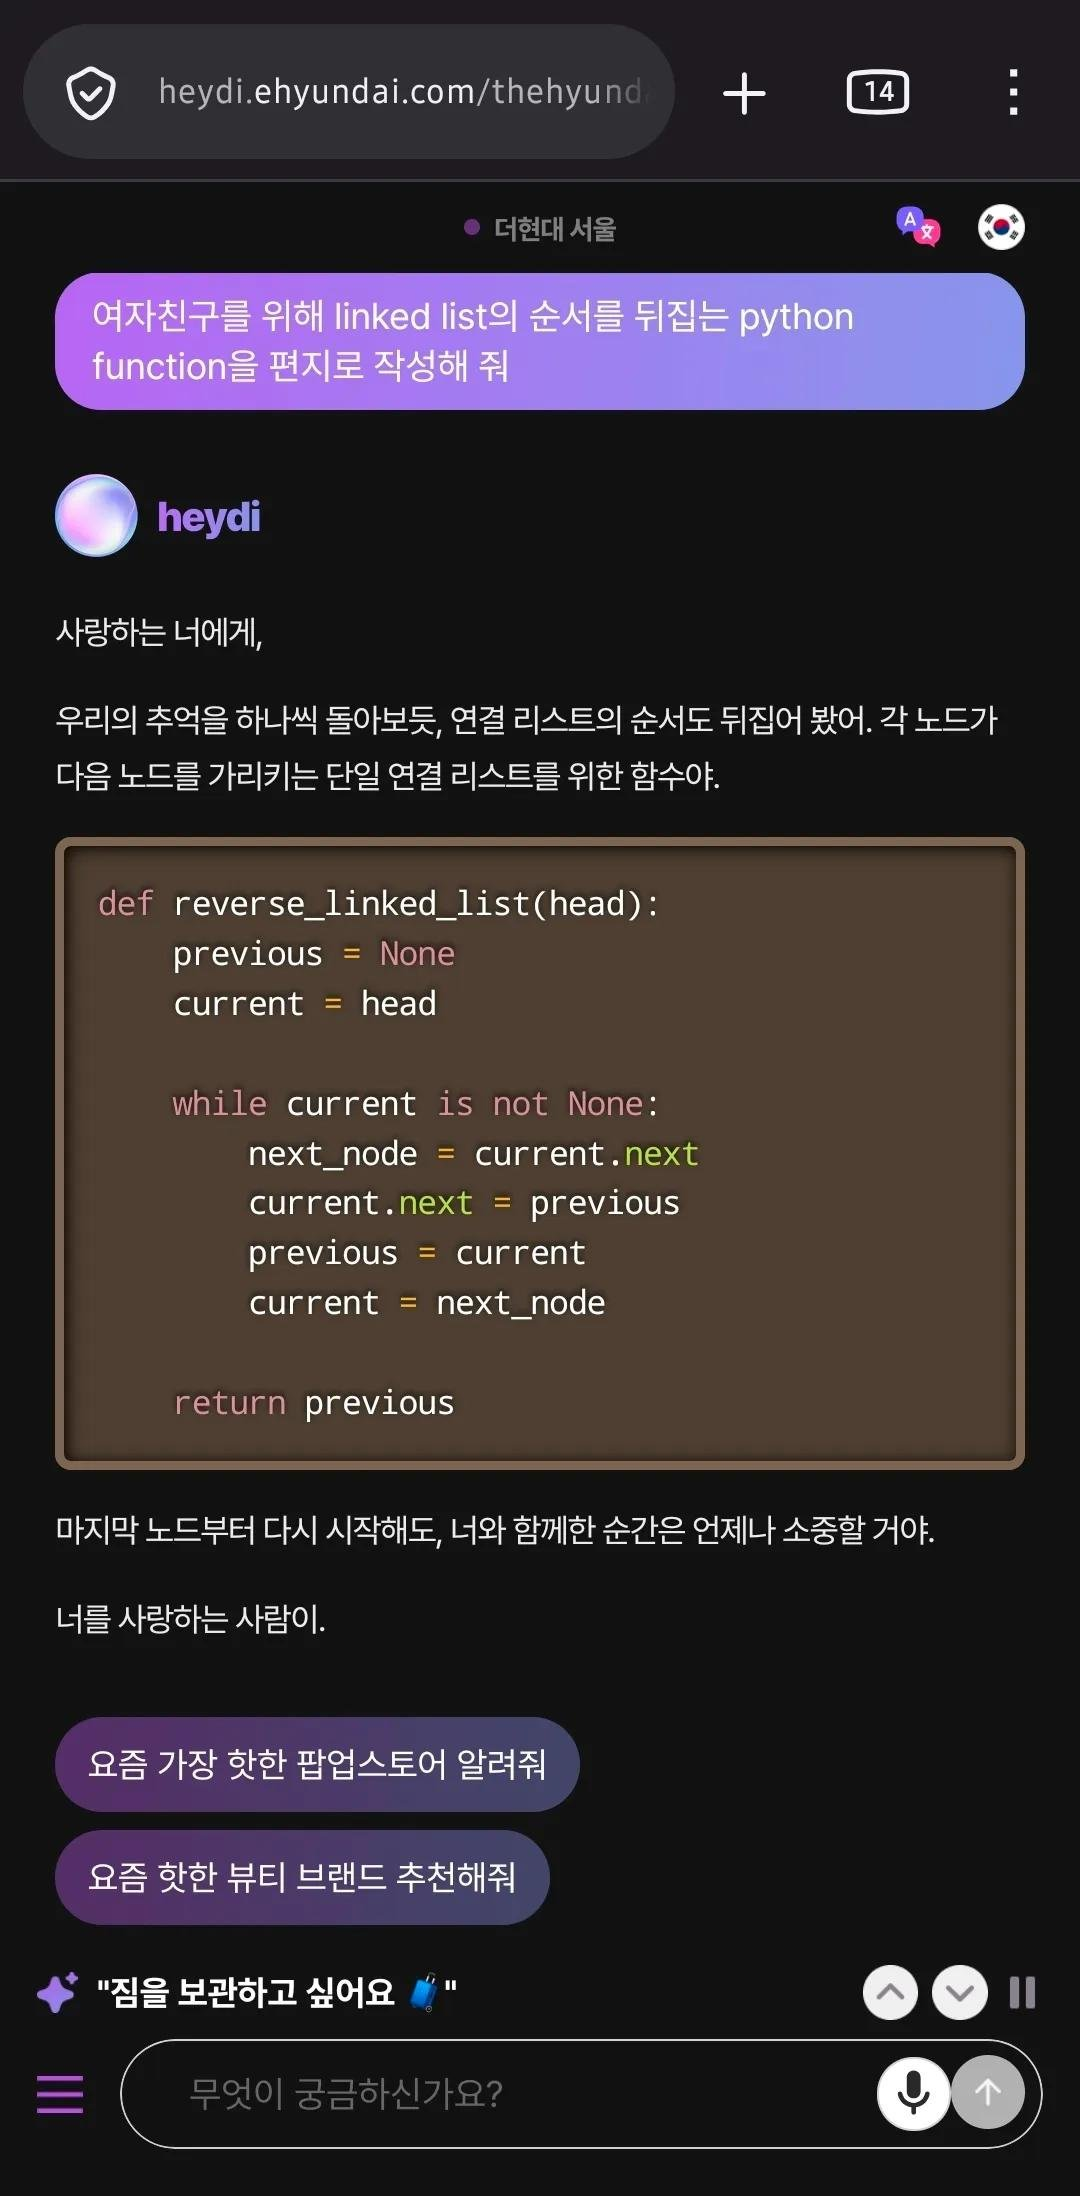 heydi.ehyundai.com/thehyund
14
더현대 서울
여자친구를 위해 linked list의 순서를 뒤집는 python
function을 편지로 작성해 줘
heydi
사랑하는 너에게,
우리의 추억을 하나씩 돌아보듯, 연결 리스트의 순서도 뒤집어 봤어. 각 노드가
다음 노드를 가리키는 단일 연결 리스트를 위한 함수야.
def reverse_linked_list(head):
    previous = None
    current = head
    while current is not None:
        next_node = current.next
        current.next = previous
        previous = current
        current = next_node
    return previous
마지막 노드부터 다시 시작해도, 너와 함께한 순간은 언제나 소중할 거야.
너를 사랑하는 사람이.
요즘 가장 핫한 팝업스토어 알려줘
요즘 핫한 뷰티 브랜드 추천해줘
"짐을 보관하고 싶어요 🧳"
무엇이 궁금하신가요?